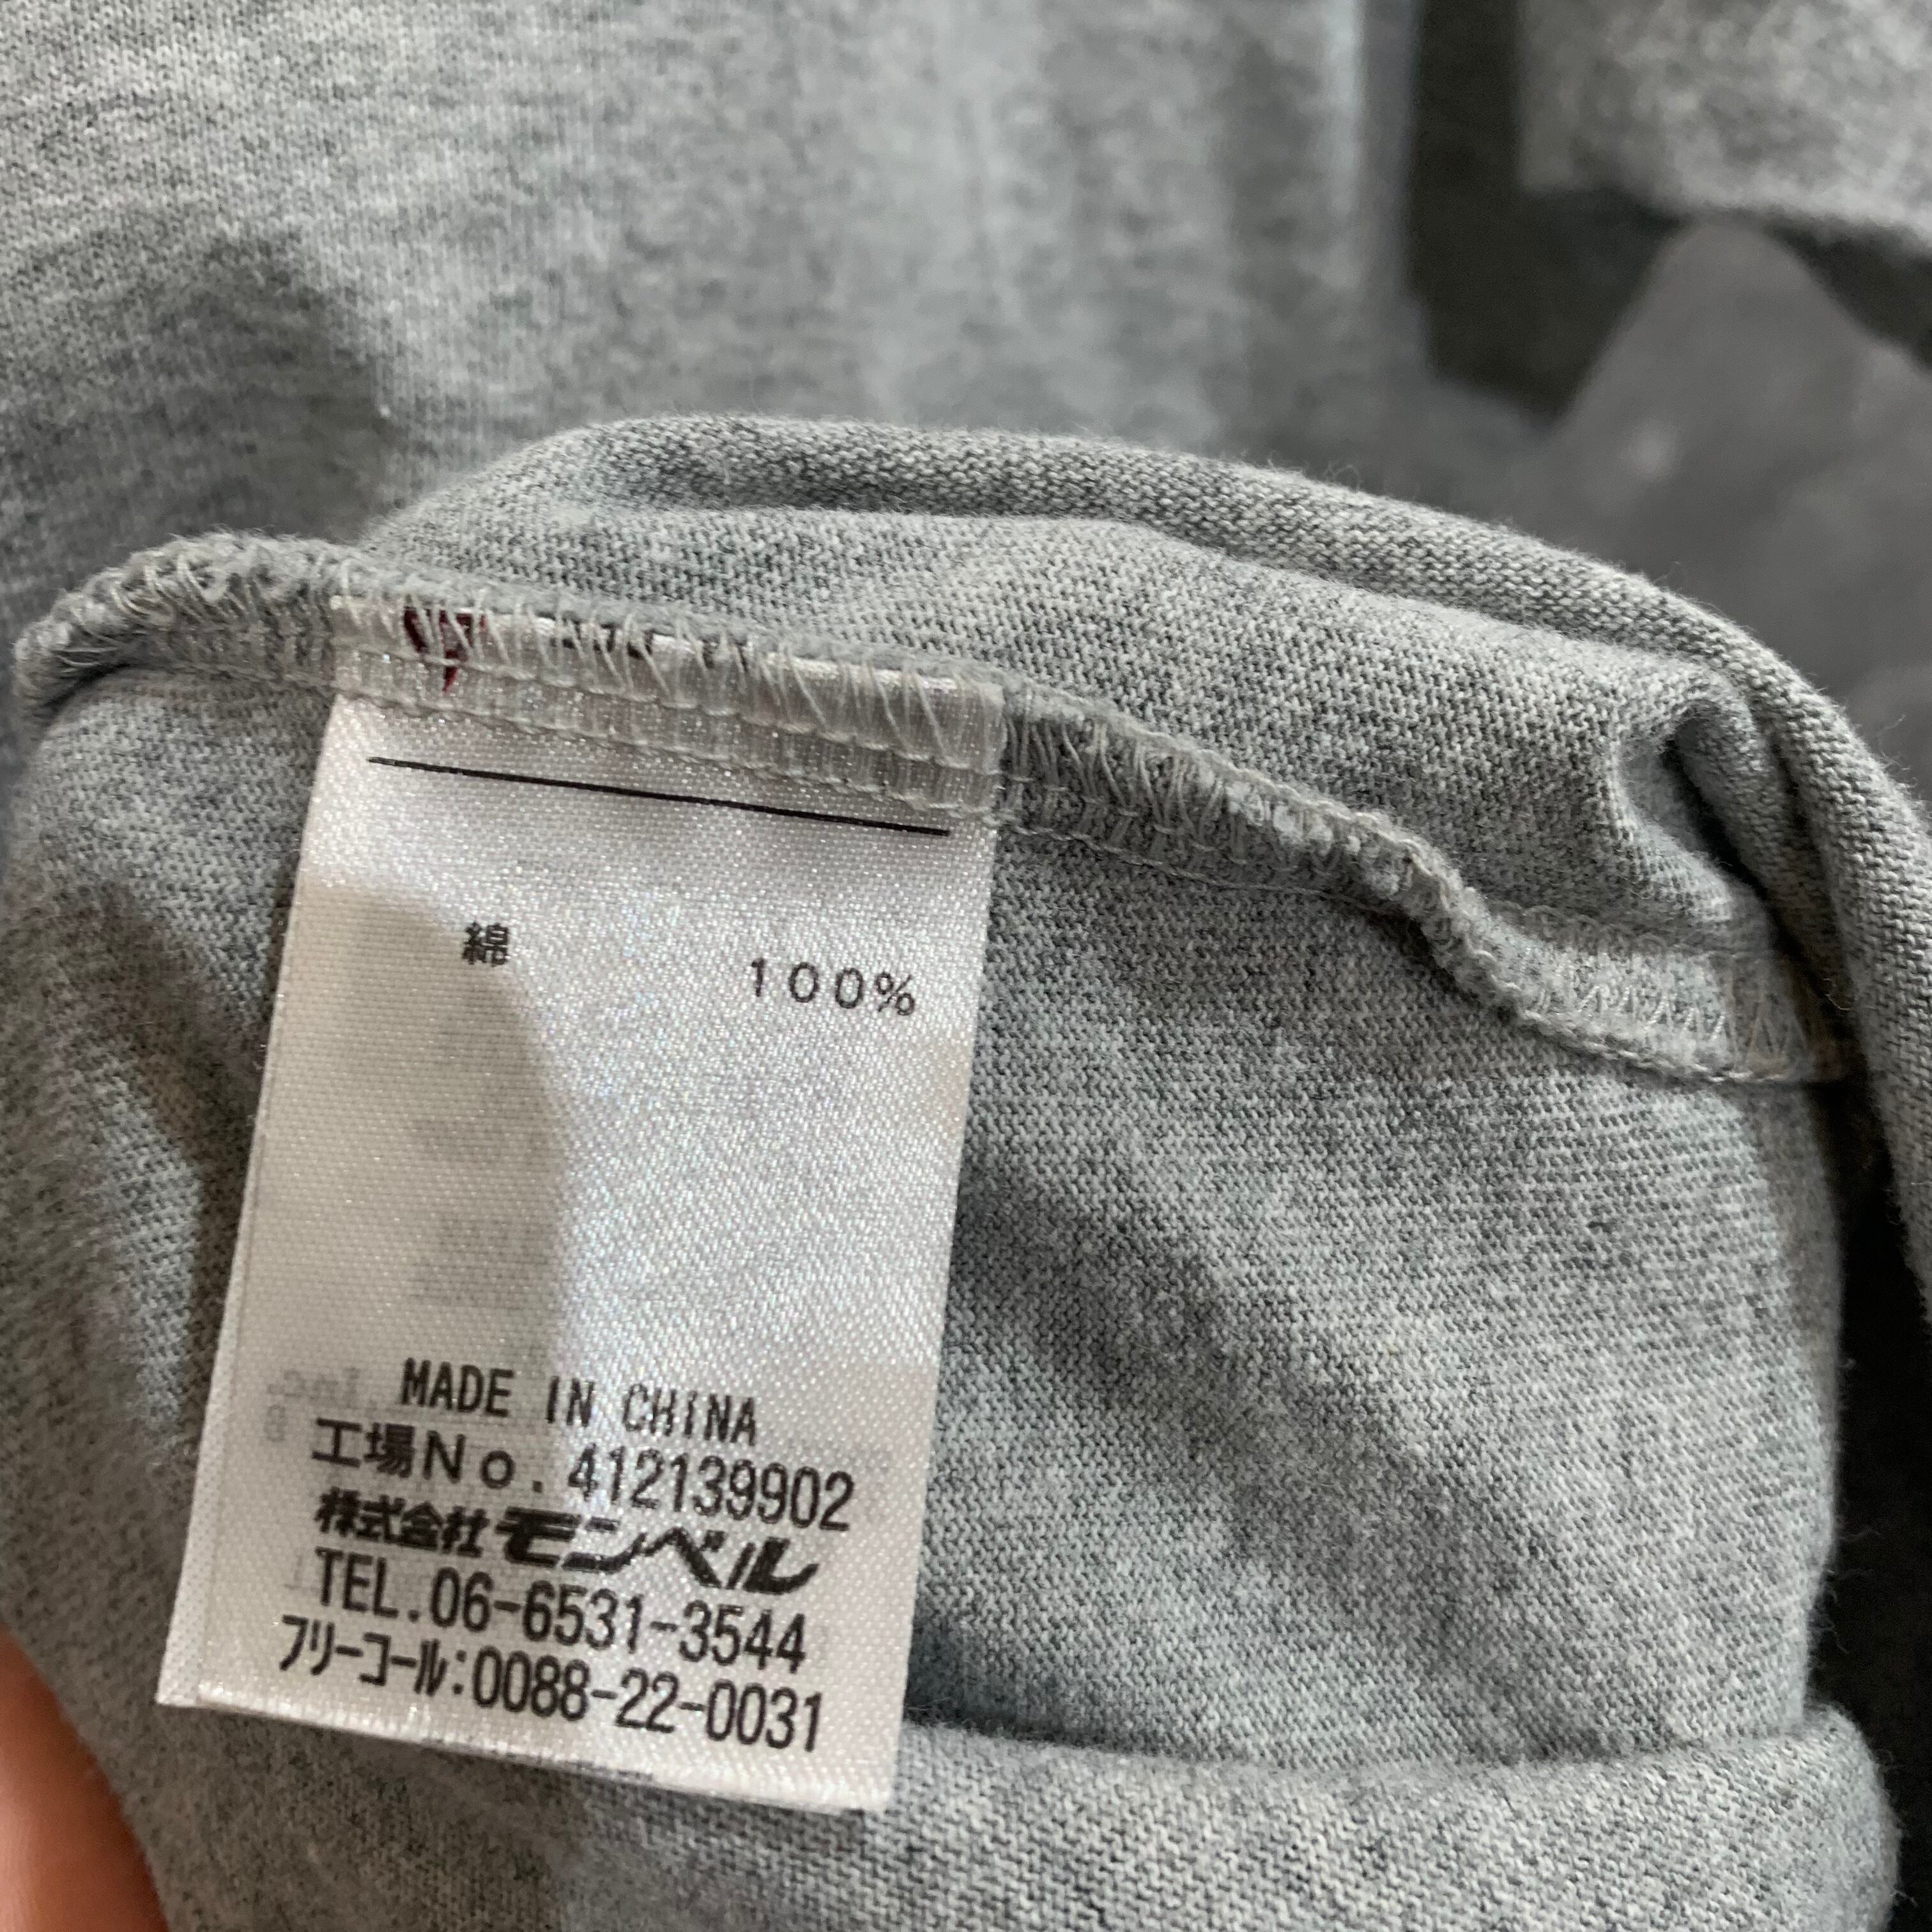 綿 100%
MADE IN CHINA
工場No.412139902
株式会社モンベル
TEL.06-6531-3544
フリーコール:0088-22-0031